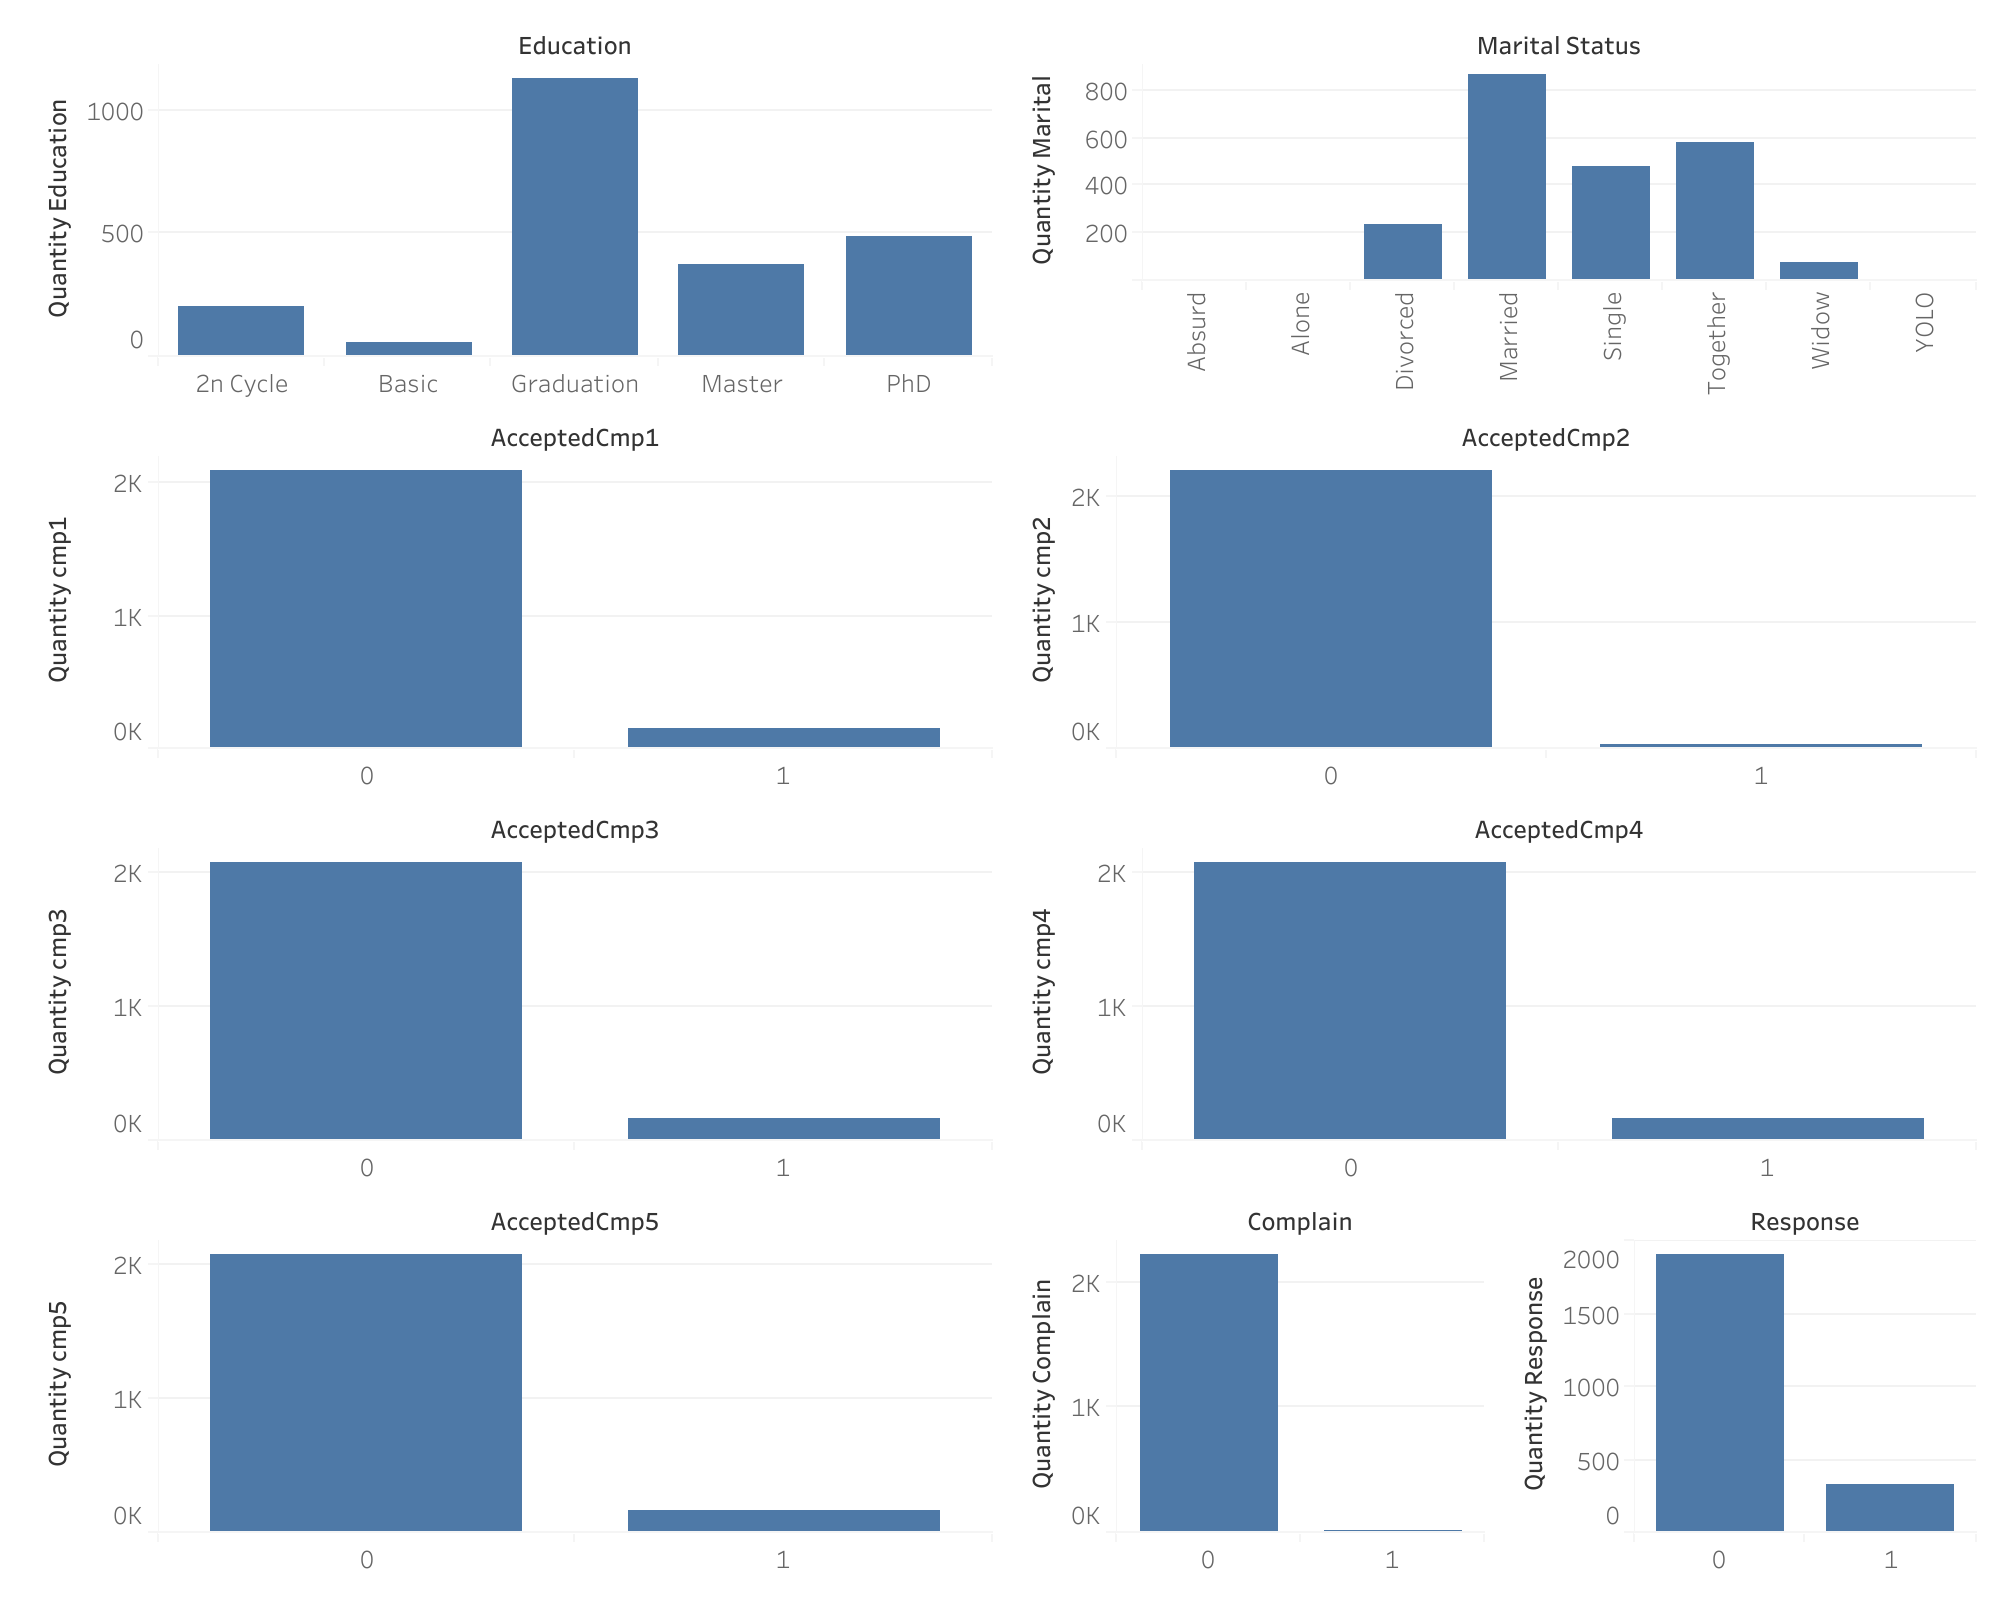 Education
Quantity Education
1000
500
0
2n Cycle
Basic
Graduation
Master
PhD
Marital Status
Quantity Marital
800
600
400
200
Absurd
Alone
Divorced
Married
Single
Together
Widow
YOLO
AcceptedCmp1
Quantity cmp1
2K
1K
0K
0
1
AcceptedCmp2
Quantity cmp2
2K
1K
0K
0
1
AcceptedCmp3
Quantity cmp3
2K
1K
0K
0
1
AcceptedCmp4
Quantity cmp4
2K
1K
0K
0
1
AcceptedCmp5
Quantity cmp5
2K
1K
0K
0
1
Complain
Quantity Complain
2K
1K
0K
0
1
Response
Quantity Response
2000
1500
1000
500
0
0
1